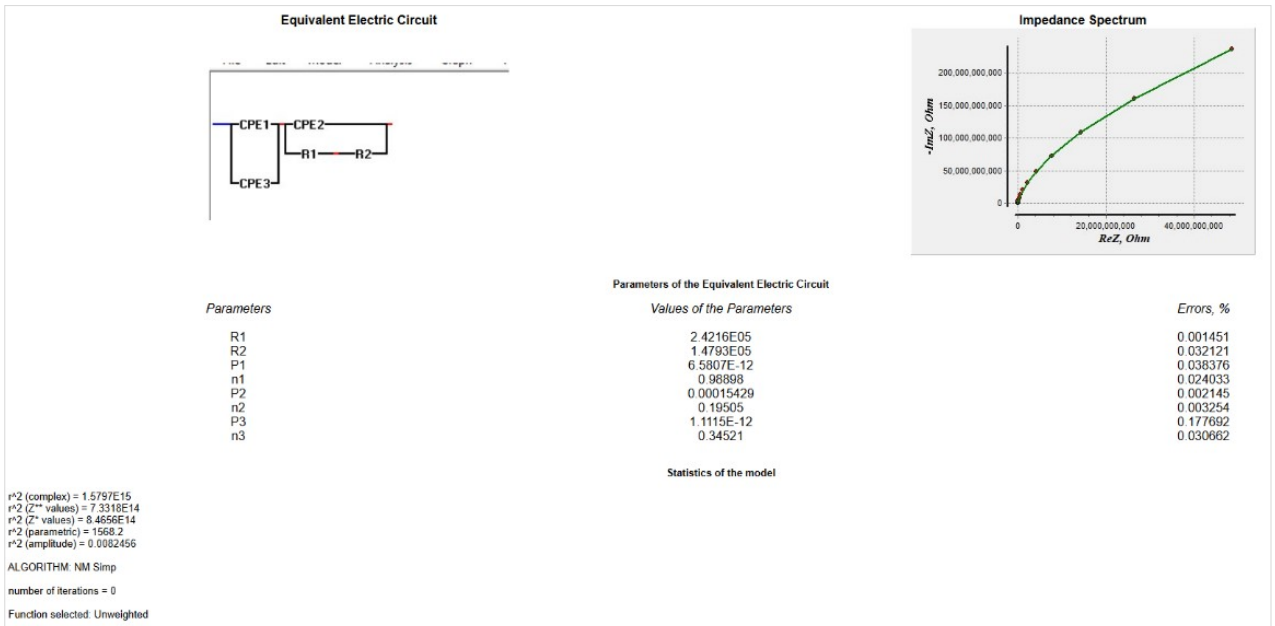 Equivalent Electric Circuit
Impedance Spectrum
CPE1 CPE2
R1 R2
CPE3
-ImZ, Ohm
200,000,000,000
150,000,000,000
100,000,000,000
50,000,000,000
0
0 20,000,000,000 40,000,000,000
ReZ, Ohm
Parameters of the Equivalent Electric Circuit
Parameters Values of the Parameters Errors, %
R1 2.4216E05 0.001451
R2 1.4793E05 0.032121
P1 6.5807E-12 0.038376
n1 0.98898 0.024033
P2 0.00015429 0.002145
n2 0.19505 0.003254
P3 1.1115E-12 0.177692
n3 0.34521 0.030662
Statistics of the model
r^2 (complex) = 1.5797E15
r^2 (Z** values) = 7.3318E14
r^2 (Z* values) = 8.4656E14
r^2 (parametric) = 1568.2
r^2 (amplitude) = 0.0082456
ALGORITHM: NM Simp
number of iterations = 0
Function selected: Unweighted